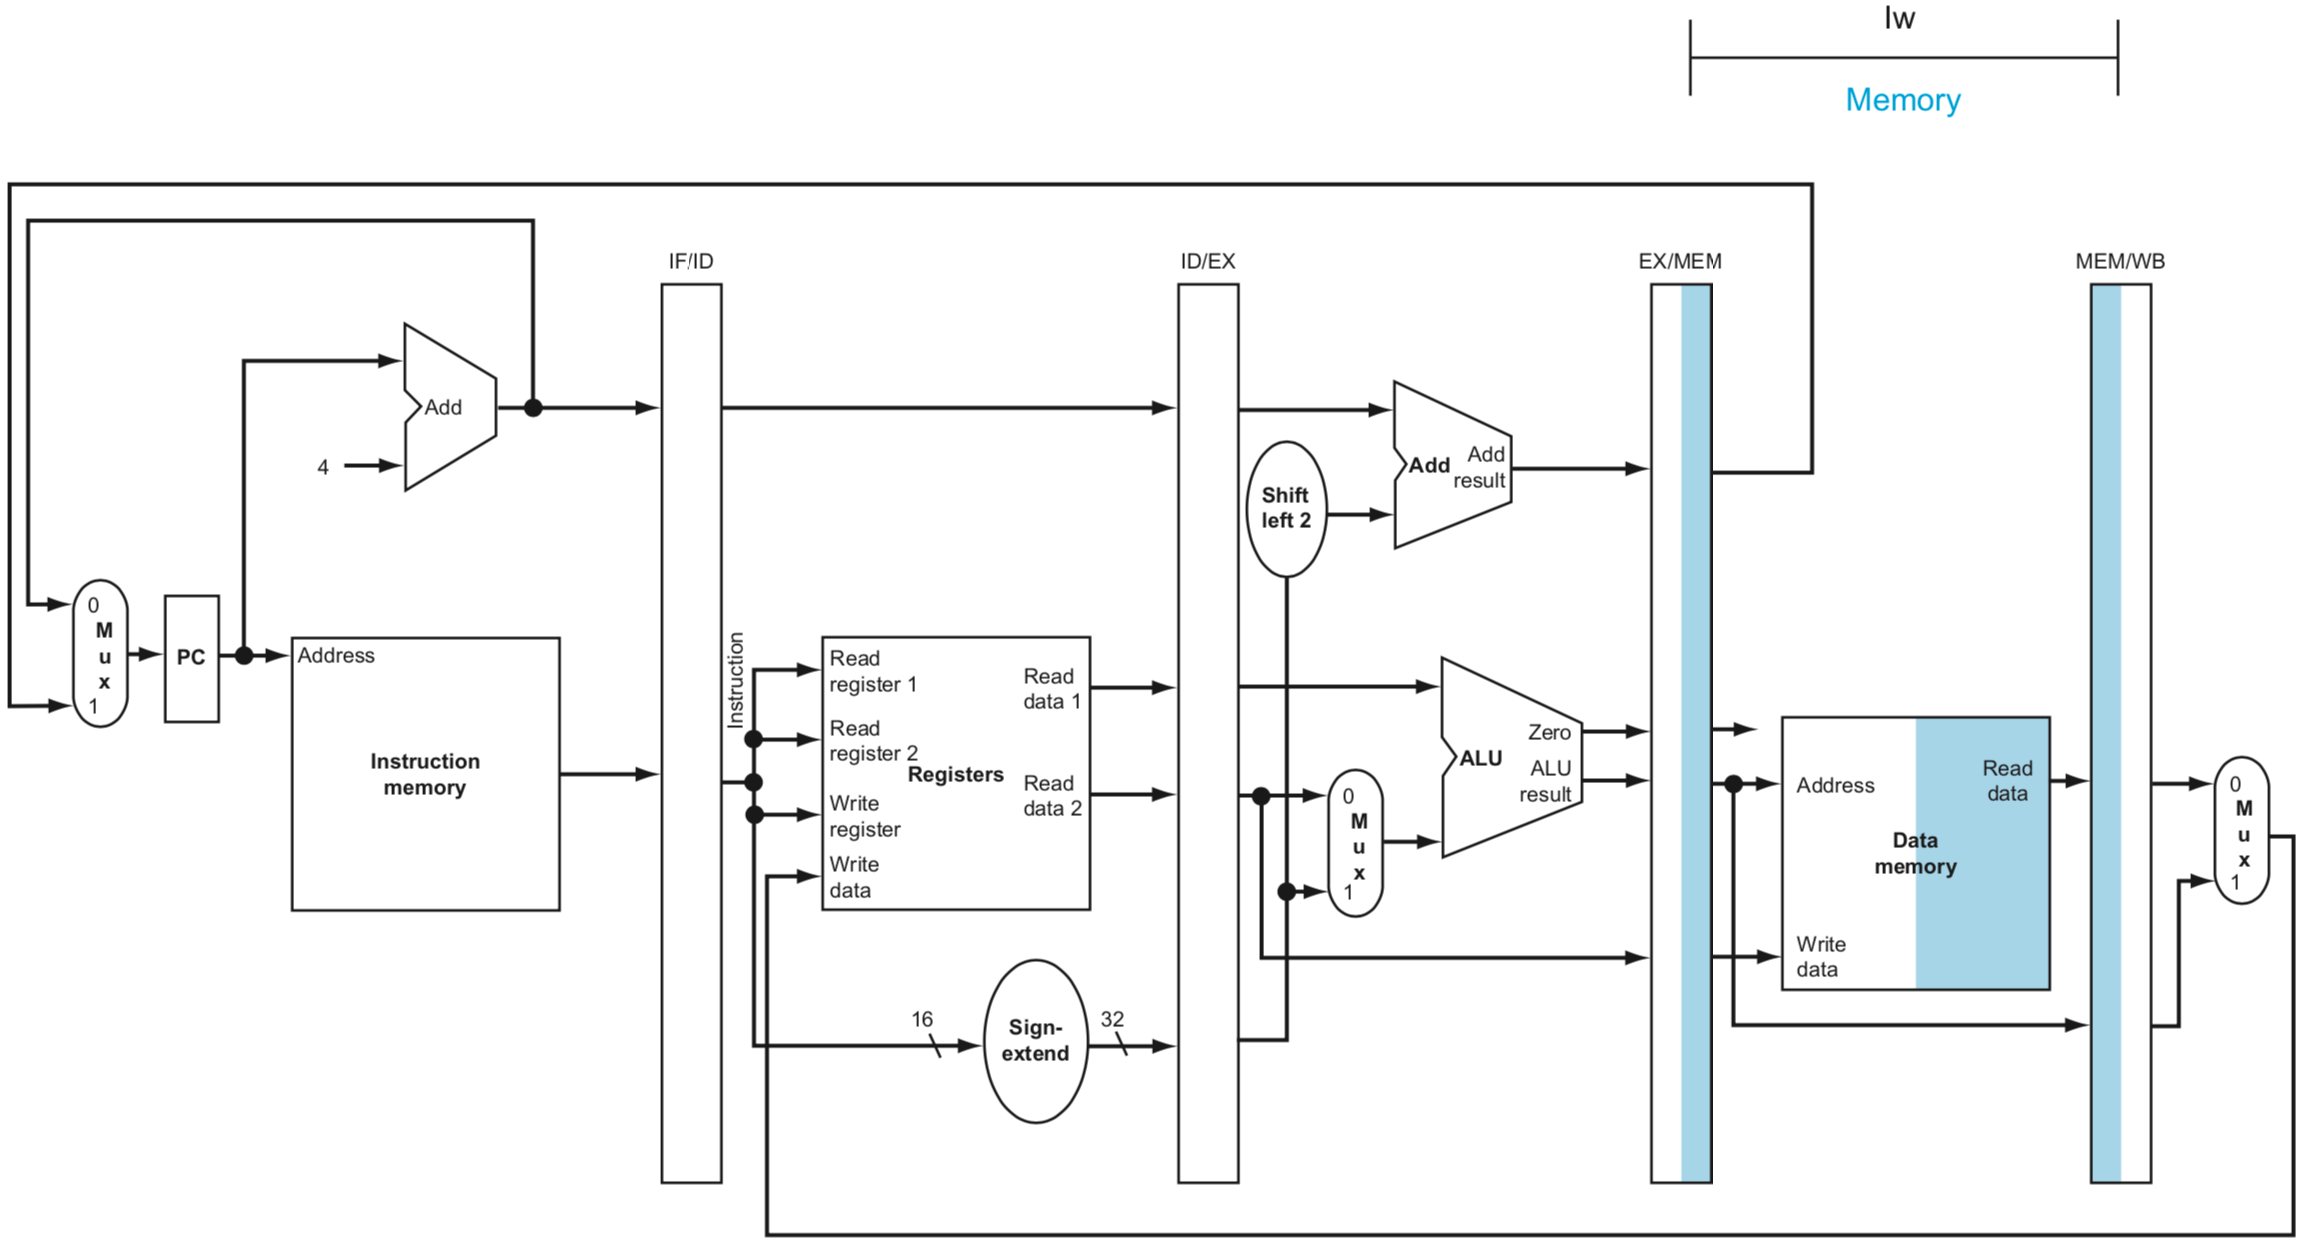 lw
Memory
IF/ID
ID/EX
EX/MEM
MEM/WB
Add
4
Add
Add
result
Shift
left 2
0
M
u
x
1
PC
Address
Instruction
memory
Instruction
Read
register 1
Read
register 2
Write
register
Write
data
Registers
Read
data 1
Read
data 2
16
Sign-
extend
32
0
M
u
x
1
Zero
ALU
ALU
result
Address
Read
data
Data
memory
Write
data
0
M
u
x
1